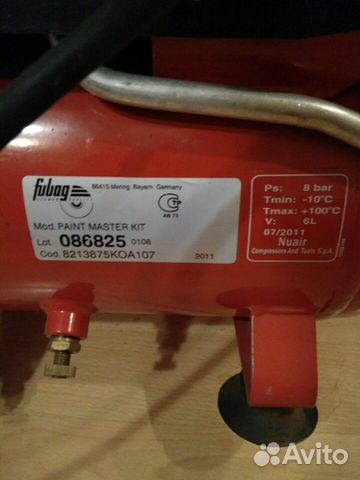 fubag
86415 Mering, Bayern, Germany
Mod. PAINT MASTER KIT
Lot. 086825 0108
Cod. 8213875KOA107
2011
АВ 73
Ps: 8 bar
Tmin: -10°C
Tmax: +100°C
V: 6L
07/2011
Nuair
Compressors And Tools S.p.A.
Avito